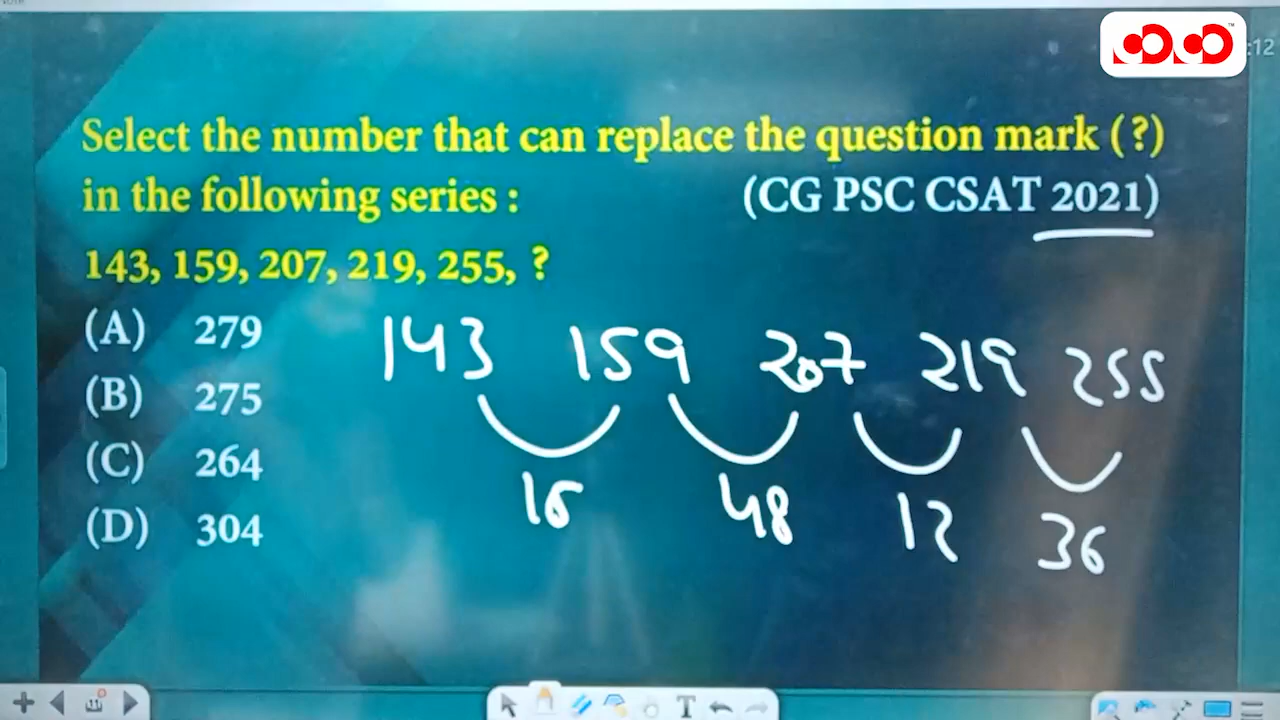 Select the number that can replace the question mark (?)
in the following series :
(CG PSC CSAT 2021)
143, 159, 207, 219, 255, ?
(A) 279
(B) 275
(C) 264
(D) 304
143 159 207 219 255
16 48 12 36
:12
T